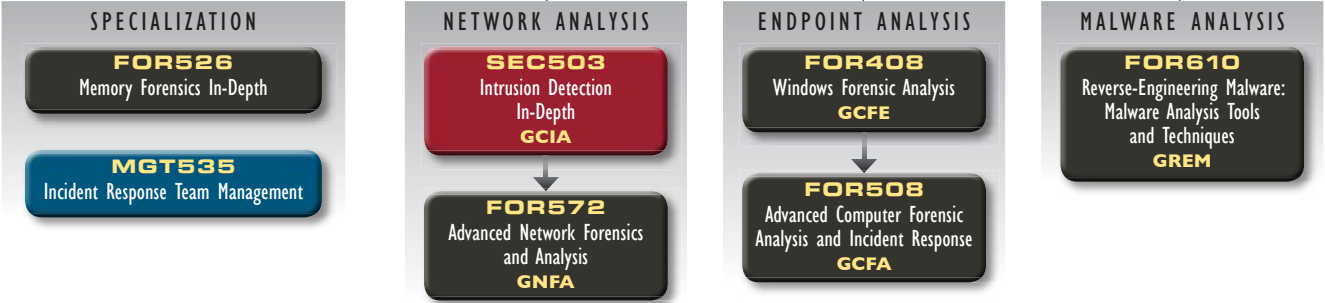 SPECIALIZATION
FOR526
Memory Forensics In-Depth
MGT535
Incident Response Team Management
NETWORK ANALYSIS
SEC503
Intrusion Detection
In-Depth
GCIA
FOR572
Advanced Network Forensics
and Analysis
GNFA
ENDPOINT ANALYSIS
FOR408
Windows Forensic Analysis
GCFE
FOR508
Advanced Computer Forensic
Analysis and Incident Response
GCFA
MALWARE ANALYSIS
FOR610
Reverse-Engineering Malware:
Malware Analysis Tools
and Techniques
GREM